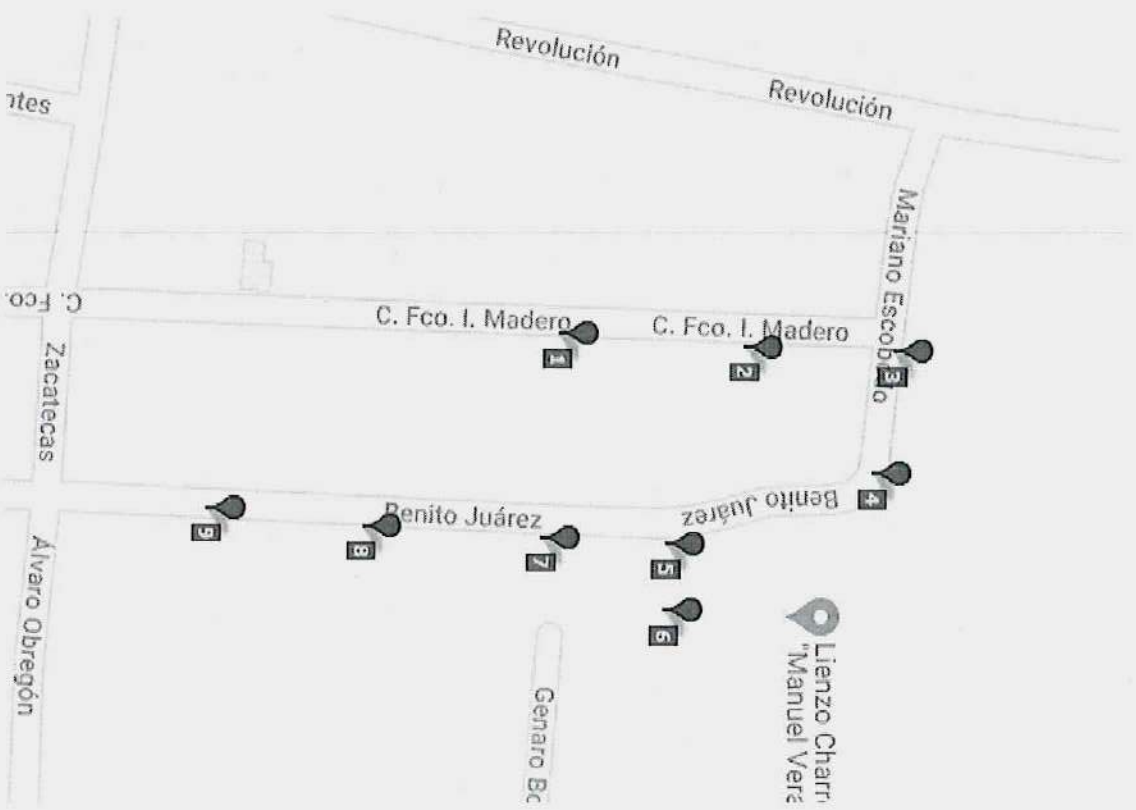 Revolución
Revolución
ntes
Mariano Escobedo
C. Fco. I. Madero
C. Fco. I. Madero
C. Fco.
1
2
3
Zacatecas
4
Benito Juárez
Benito Juárez
5
6
7
8
9
Álvaro Obregón
Lienzo Charr
"Manuel Vera
Genaro Bo